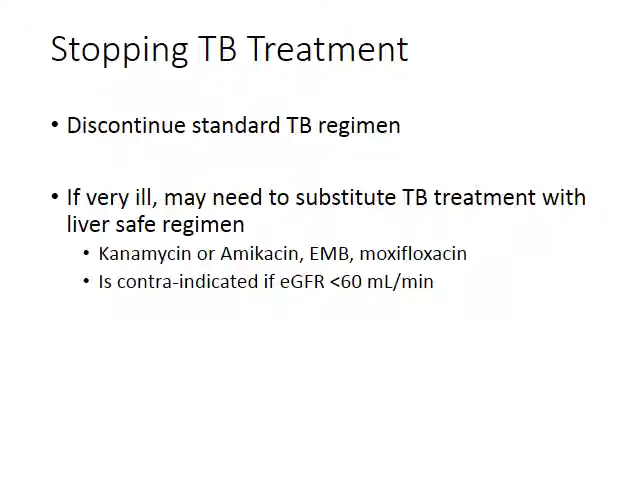 Stopping TB Treatment
• Discontinue standard TB regimen
• If very ill, may need to substitute TB treatment with
liver safe regimen
• Kanamycin or Amikacin, EMB, moxifloxacin
• Is contra-indicated if eGFR <60 mL/min